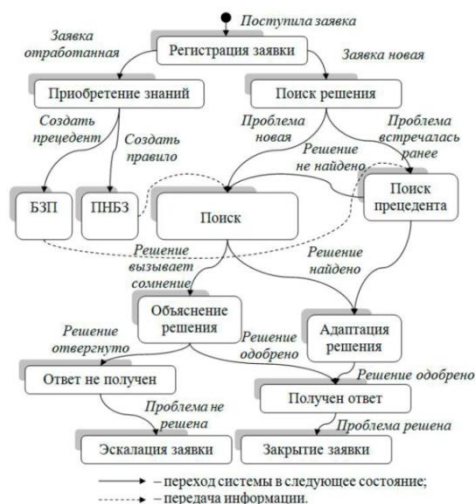 Поступила заявка
Заявка
отработанная
Регистрация заявки
Заявка новая
Приобретение знаний
Поиск решения
Создать
прецедент
Создать
правило
Проблема
новая
Проблема
встречалась
ранее
Решение
не найдено
БЗП
ПНБЗ
Поиск
Поиск
прецедента
Решение
вызывает
сомнение
Решение
найдено
Объяснение
решения
Адаптация
решения
Решение
отвергнуто
Решение
одобрено
Ответ не получен
Решение одобрено
Получен ответ
Проблема не
решена
Проблема решена
Эскалация заявки
Закрытие заявки
– переход системы в следующее состояние;
– передача информации.